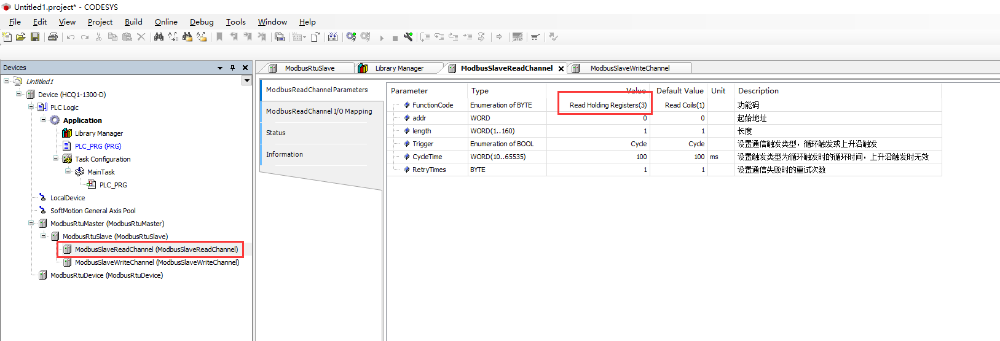 Untitled1.project* - CODESYS
File Edit View Project Build Online Debug Tools Window Help
Devices
Untitled1
Device (HCQ1-1300-D)
PLC Logic
Application
Library Manager
PLC_PRG (PRG)
Task Configuration
MainTask
PLC_PRG
LocalDevice
SoftMotion General Axis Pool
ModbusRtuMaster (ModbusRtuMaster)
ModbusRtuSlave (ModbusRtuSlave)
ModbusSlaveReadChannel (ModbusSlaveReadChannel)
ModbusSlaveWriteChannel (ModbusSlaveWriteChannel)
ModbusRtuDevice (ModbusRtuDevice)
ModbusRtuSlave Library Manager ModbusSlaveReadChannel ModbusSlaveWriteChannel
ModbusReadChannel Parameters
ModbusReadChannel I/O Mapping
Status
Information
Parameter Type Value Default Value Unit Description
FunctionCode Enumeration of BYTE Read Holding Registers(3) Read Coils(1) 功能码
addr WORD 0 0 起始地址
length WORD(1..160) 1 1 长度
Trigger Enumeration of BOOL Cycle Cycle 设置通信触发类型，循环触发或上升沿触发
CycleTime WORD(10..65535) 100 100 ms 设置触发类型为循环触发时的循环时间，上升沿触发时无效
RetryTimes BYTE 1 1 设置通信失败时的重试次数